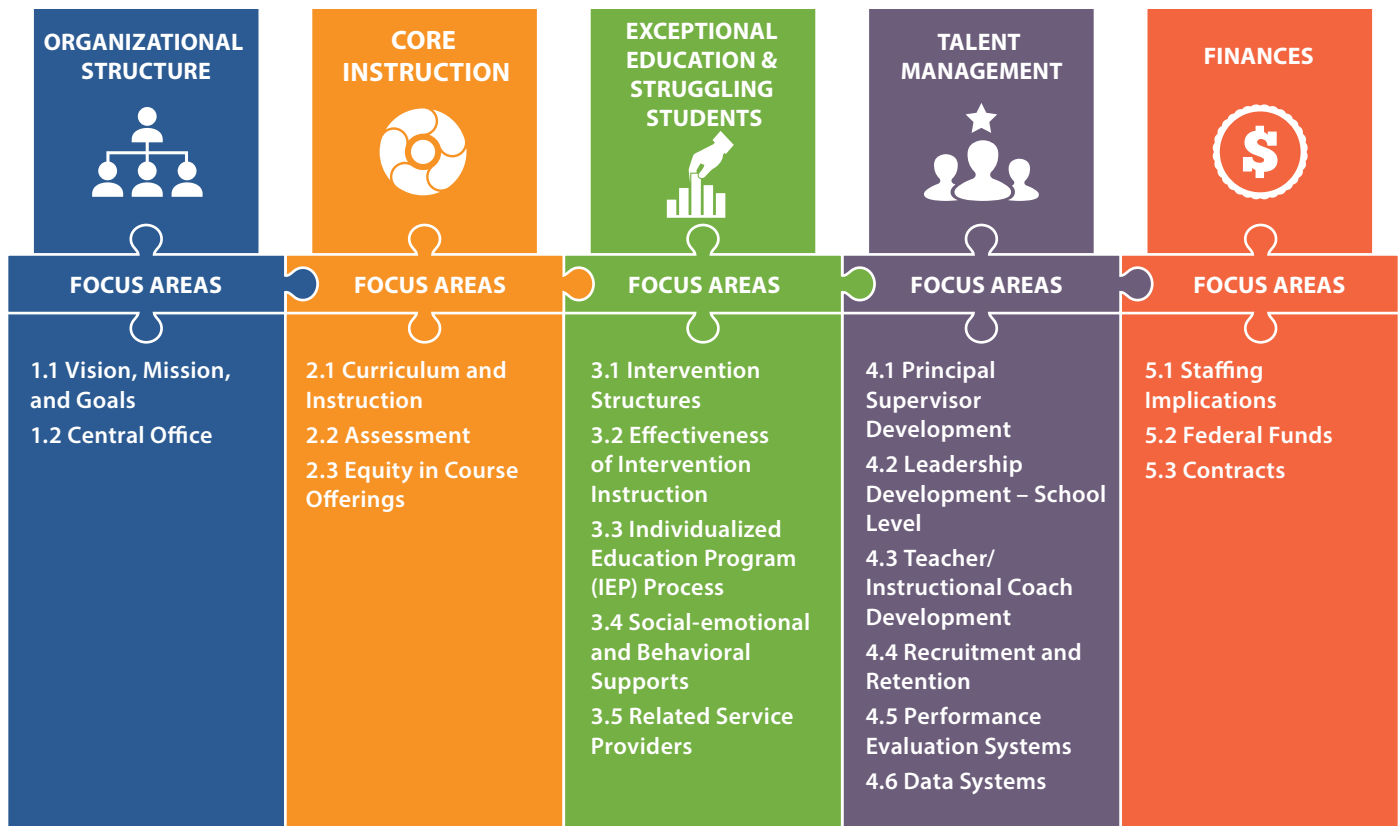 ORGANIZATIONAL
STRUCTURE
CORE
INSTRUCTION
EXCEPTIONAL
EDUCATION &
STRUGGLING
STUDENTS
TALENT
MANAGEMENT
FINANCES
$
FOCUS AREAS
FOCUS AREAS
FOCUS AREAS
FOCUS AREAS
FOCUS AREAS
1.1 Vision, Mission,
and Goals
1.2 Central Office
2.1 Curriculum and
Instruction
2.2 Assessment
2.3 Equity in Course
Offerings
3.1 Intervention
Structures
3.2 Effectiveness
of Intervention
Instruction
3.3 Individualized
Education Program
(IEP) Process
3.4 Social-emotional
and Behavioral
Supports
3.5 Related Service
Providers
4.1 Principal
Supervisor
Development
4.2 Leadership
Development – School
Level
4.3 Teacher/
Instructional Coach
Development
4.4 Recruitment and
Retention
4.5 Performance
Evaluation Systems
4.6 Data Systems
5.1 Staffing
Implications
5.2 Federal Funds
5.3 Contracts